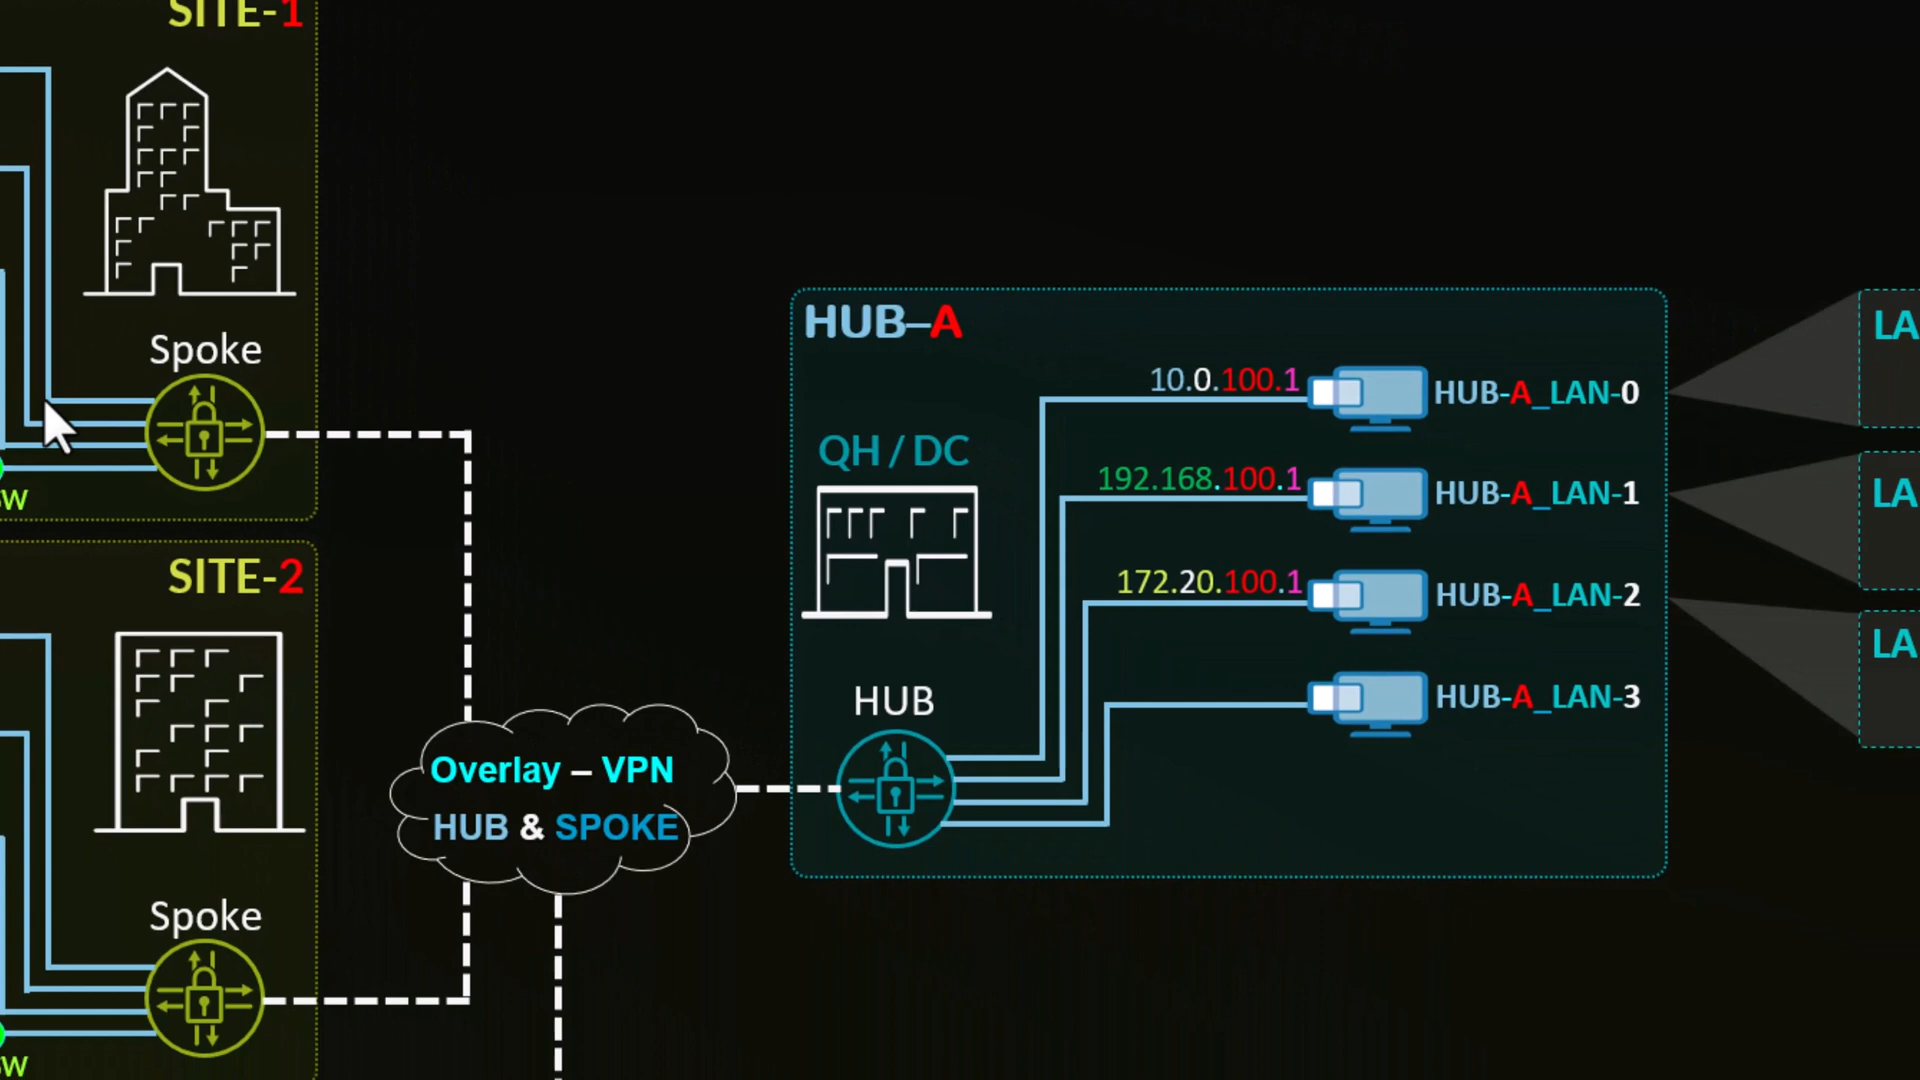 SITE-1
Spoke
W
SITE-2
Spoke
W
Overlay – VPN
HUB & SPOKE
HUB–A
QH / DC
HUB
10.0.100.1
HUB-A_LAN-0
192.168.100.1
HUB-A_LAN-1
172.20.100.1
HUB-A_LAN-2
HUB-A_LAN-3
LA
LA
LA